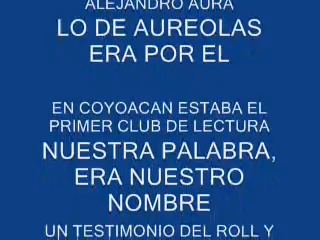 ALEJANDRO AURA
LO DE AUREOLAS
ERA POR EL
EN COYOACAN ESTABA EL
PRIMER CLUB DE LECTURA
NUESTRA PALABRA,
ERA NUESTRO
NOMBRE
UN TESTIMONIO DEL ROLL Y